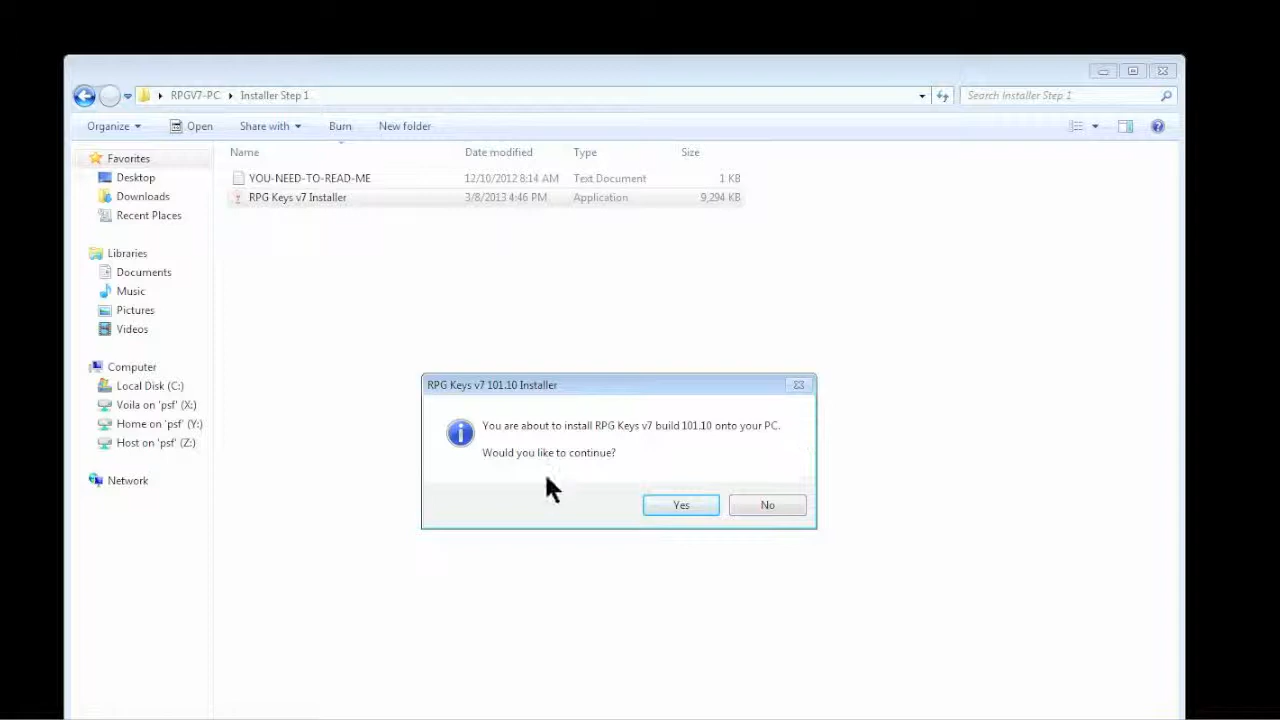 RPGV7-PC Installer Step 1 Search Installer Step 1
Organize Open Share with Burn New folder
Name Date modified Type Size
Favorites
Desktop
Downloads
Recent Places
Libraries
Documents
Music
Pictures
Videos
Computer
Local Disk (C:)
Voila on 'psf' (X:)
Home on 'psf' (Y:)
Host on 'psf' (Z:)
Network
YOU-NEED-TO-READ-ME 12/10/2012 8:14 AM Text Document 1 KB
RPG Keys v7 Installer 3/8/2013 4:46 PM Application 9,294 KB
RPG Keys v7 101.10 Installer
You are about to install RPG Keys v7 build 101.10 onto your PC.
Would you like to continue?
Yes No